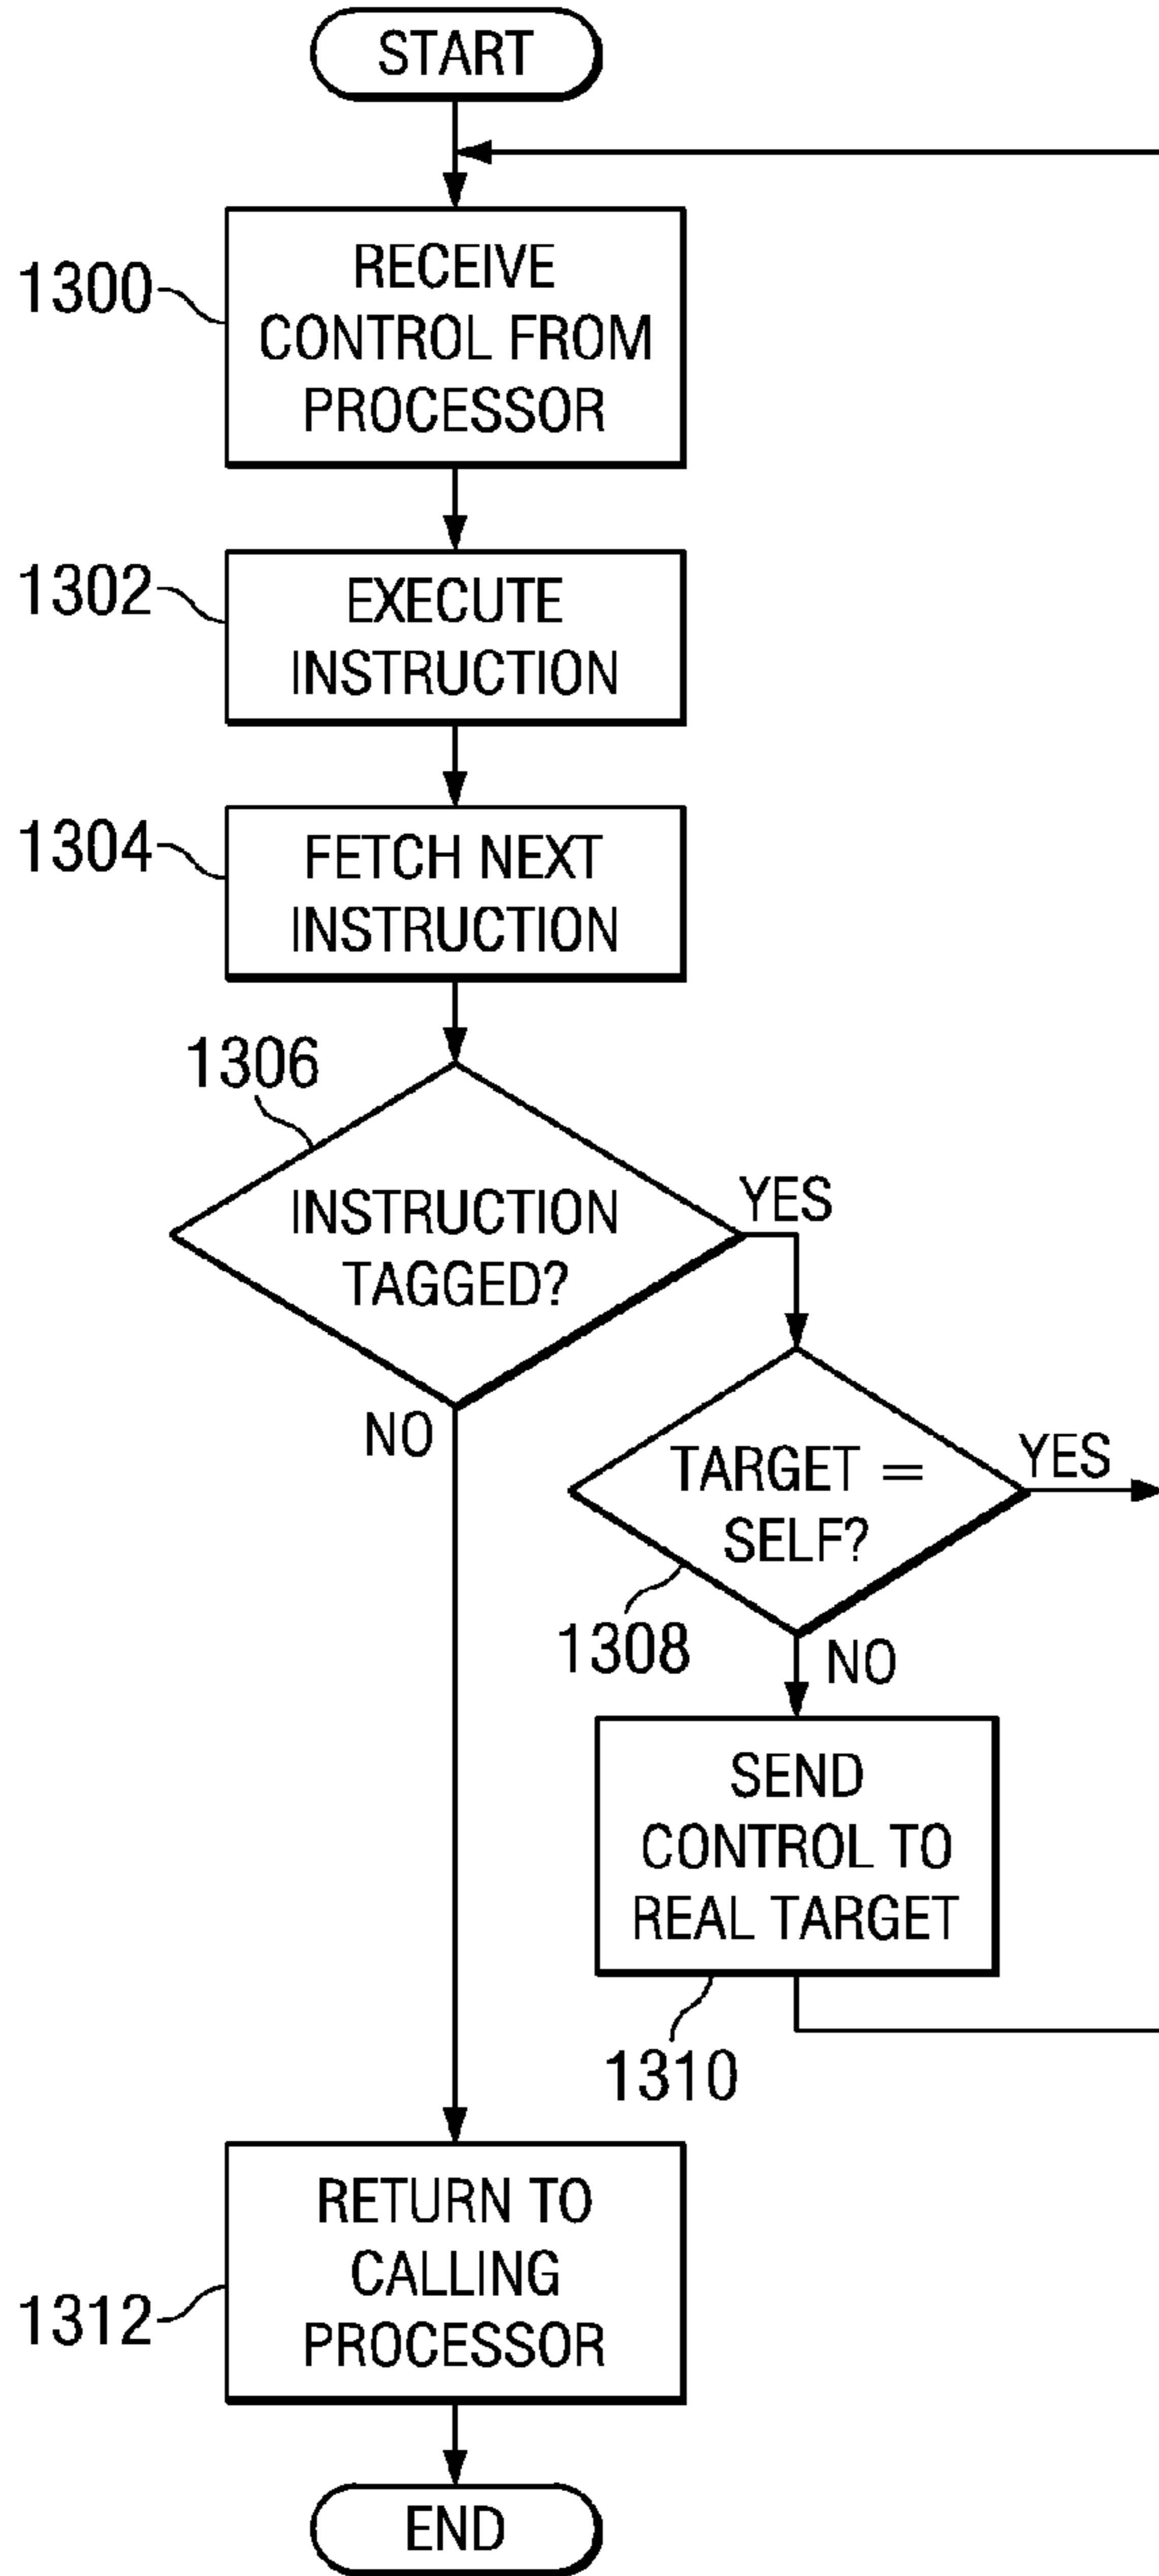 START
1300
RECEIVE
CONTROL FROM
PROCESSOR
1302
EXECUTE
INSTRUCTION
1304
FETCH NEXT
INSTRUCTION
1306
INSTRUCTION
TAGGED?
YES
NO
TARGET =
SELF?
YES
1308
NO
SEND
CONTROL TO
REAL TARGET
1310
RETURN TO
CALLING
PROCESSOR
1312
END